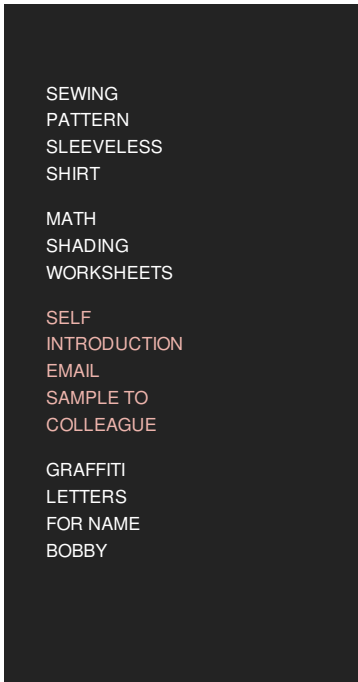 SEWING
PATTERN
SLEEVELESS
SHIRT
MATH
SHADING
WORKSHEETS
SELF
INTRODUCTION
EMAIL
SAMPLE TO
COLLEAGUE
GRAFFITI
LETTERS
FOR NAME
BOBBY